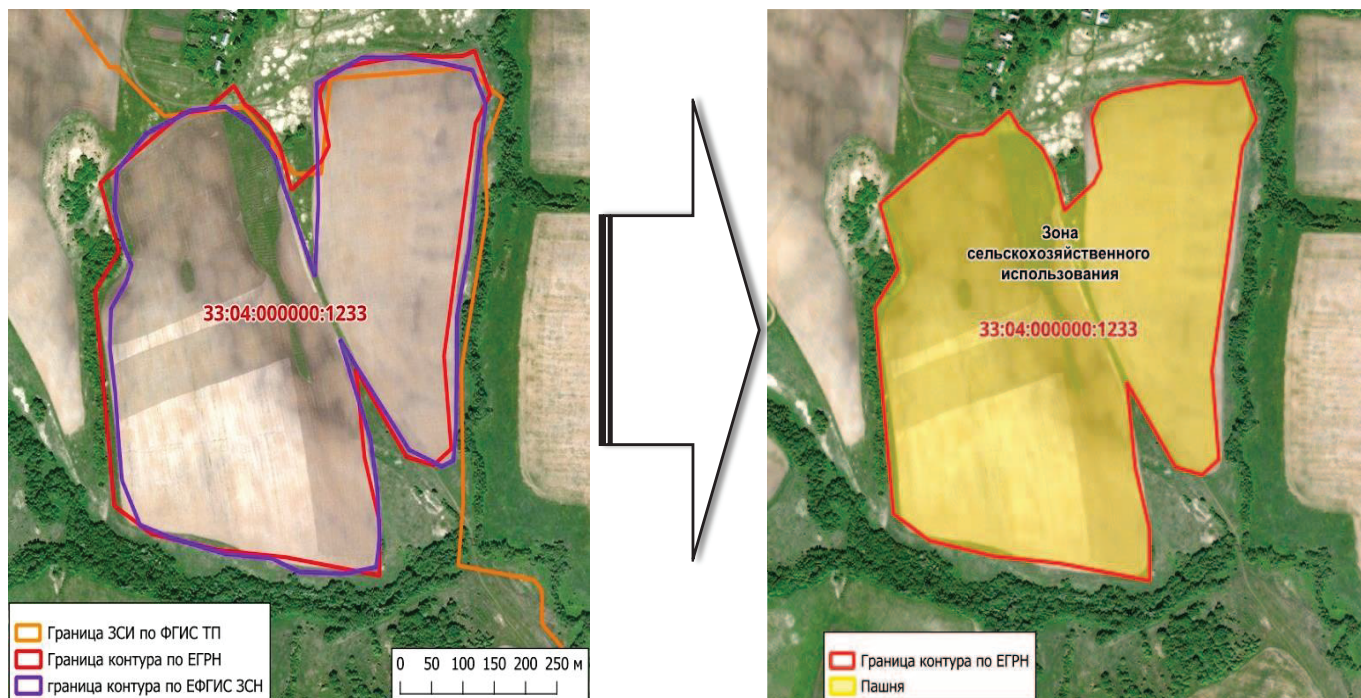 33:04:000000:1233
Граница ЗСИ по ФГИС ТП
Граница контура по ЕГРН
граница контура по ЕФГИС ЗСН
0 50 100 150 200 250 м
Зона
сельскохозяйственного
использования
33:04:000000:1233
Граница контура по ЕГРН
Пашня